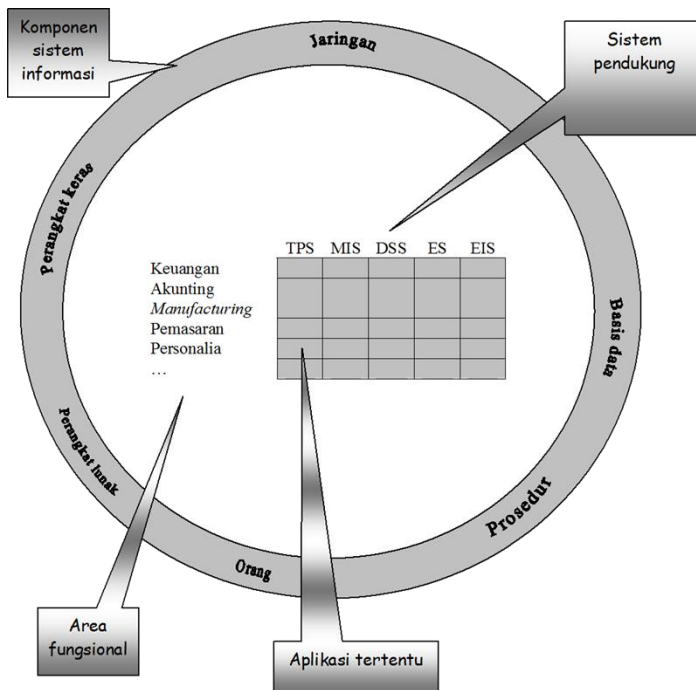 Komponen
sistem
informasi
Jaringan
Sistem
pendukung
Perangkat keras
TPS MIS DSS ES EIS
Keuangan
Akunting
Manufacturing
Pemasaran
Personalia
...
Basis data
Perangkat lunak
Prosedur
Orang
Area
fungsional
Aplikasi tertentu